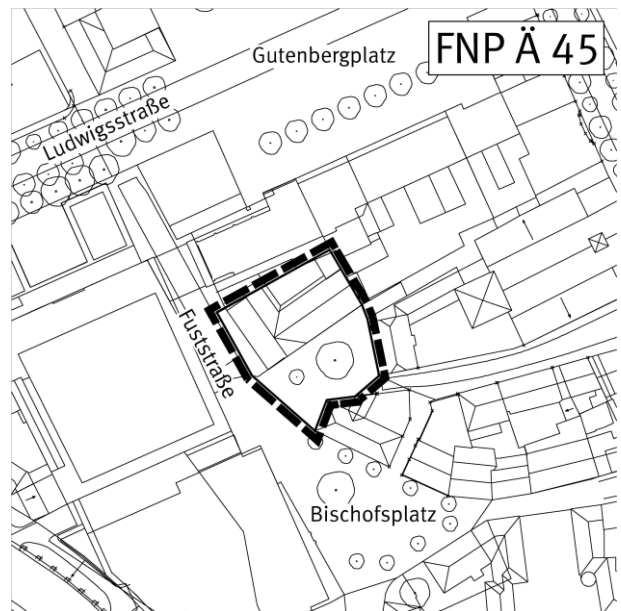 Gutenbergplatz
FNP Ä 45
Ludwigsstraße
Fuststraße
Bischofsplatz